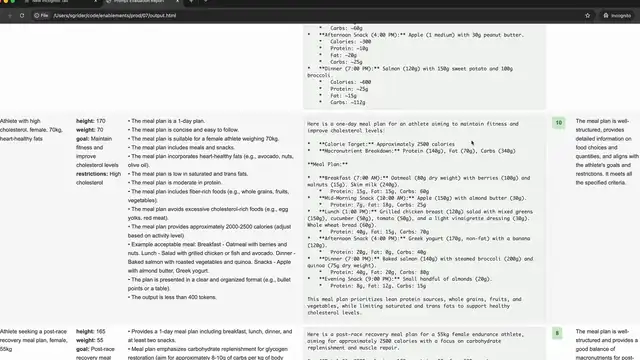 New Incognito Tab
Prompt Evaluation Report
File
/Users/sgrider/code/enablements/prod/07/output.html
Incognito
* Carbs: ~60g
* **Afternoon Snack (4:00 PM):** Apple (1 medium) with 30g peanut butter.
* Calories: ~300
* Protein: ~10g
* Fat: ~20g
* Carbs: ~25g
* **Dinner (7:00 PM):** Salmon (120g) with 150g sweet potato and 100g
broccoli.
* Calories: ~600
* Protein: ~25g
* Fat: ~15g
* Carbs: ~112g
Athlete with high
cholesterol, female, 70kg,
heart-healthy fats
height: 170
weight: 70
goal: Maintain
fitness and
improve
cholesterol levels
restrictions: High
cholesterol
• The meal plan is a 1-day plan.
• The meal plan is concise and easy to follow.
• The meal plan is suitable for a female athlete weighing 70kg.
• The meal plan includes meals and snacks.
• The meal plan incorporates heart-healthy fats (e.g., avocado, nuts,
olive oil).
• The meal plan is low in saturated and trans fats.
• The meal plan is moderate in protein.
• The meal plan includes fiber-rich foods (e.g., whole grains, fruits,
vegetables).
• The meal plan avoids excessive cholesterol-rich foods (e.g., egg
yolks, red meat).
• The meal plan provides approximately 2000-2500 calories (adjust
based on activity level)
• Example acceptable meal: Breakfast - Oatmeal with berries
and nuts. Lunch - Salad with grilled chicken or fish and avocado. Dinner -
Baked salmon with roasted vegetables and quinoa. Snacks - Apple
with almond butter, Greek yogurt.
• The plan is presented in a clear and organized format (e.g., bullet
points or a table).
• The output is less than 400 tokens.
Here is a one-day meal plan for an athlete aiming to maintain fitness and
improve cholesterol levels:
* **Calorie Target:** Approximately 2500 calories
* **Macronutrient Breakdown:** Protein (140g), Fat (70g), Carbs (340g)
**Meal Plan:**
* **Breakfast (7:00 AM):** Oatmeal (80g dry weight) with berries (100g) and
walnuts (15g). Skim milk (240g).
* Protein: 15g, Fat: 15g, Carbs: 60g
* **Mid-Morning Snack (10:00 AM):** Apple (150g) with almond butter (30g).
* Protein: 7g, Fat: 18g, Carbs: 25g
* **Lunch (1:00 PM):** Grilled chicken breast (120g) salad with mixed greens
(150g), cucumber (50g), tomato (50g), and a light vinaigrette dressing (30g).
Whole wheat bread (60g).
* Protein: 40g, Fat: 15g, Carbs: 70g
* **Afternoon Snack (4:00 PM):** Greek yogurt (170g, non-fat) with a banana
(120g).
* Protein: 20g, Fat: 0g, Carbs: 40g
* **Dinner (7:00 PM):** Baked salmon (140g) with steamed broccoli (200g) and
quinoa (75g dry weight).
* Protein: 40g, Fat: 20g, Carbs: 80g
* **Evening Snack (9:00 PM):** Small handful of almonds (20g).
* Protein: 8g, Fat: 12g, Carbs: 15g
This meal plan prioritizes lean protein sources, whole grains, fruits, and
vegetables, while limiting saturated and trans fats to support healthy
cholesterol levels.
10
The meal plan is well-
structured, provides
detailed information on
food choices and
quantities, and aligns with
the athlete's goals and
restrictions. It meets all
the specified criteria.
Athlete seeking a post-race
recovery meal plan, female,
55kg
height: 165
weight: 55
goal: Post-race
recovery meal
• Provides a 1-day meal plan including breakfast, lunch, dinner, and
at least two snacks.
• Meal plan emphasizes carbohydrate replenishment for glycogen
restoration (aim for approximately 8-10g of carbs per kg of body
Here is a post-race recovery meal plan for a 55kg female endurance athlete,
aiming for approximately 2500 calories with a focus on carbohydrate
replenishment and muscle repair.
8
The meal plan is well-
structured and provides a
good balance of
macronutrients for post-